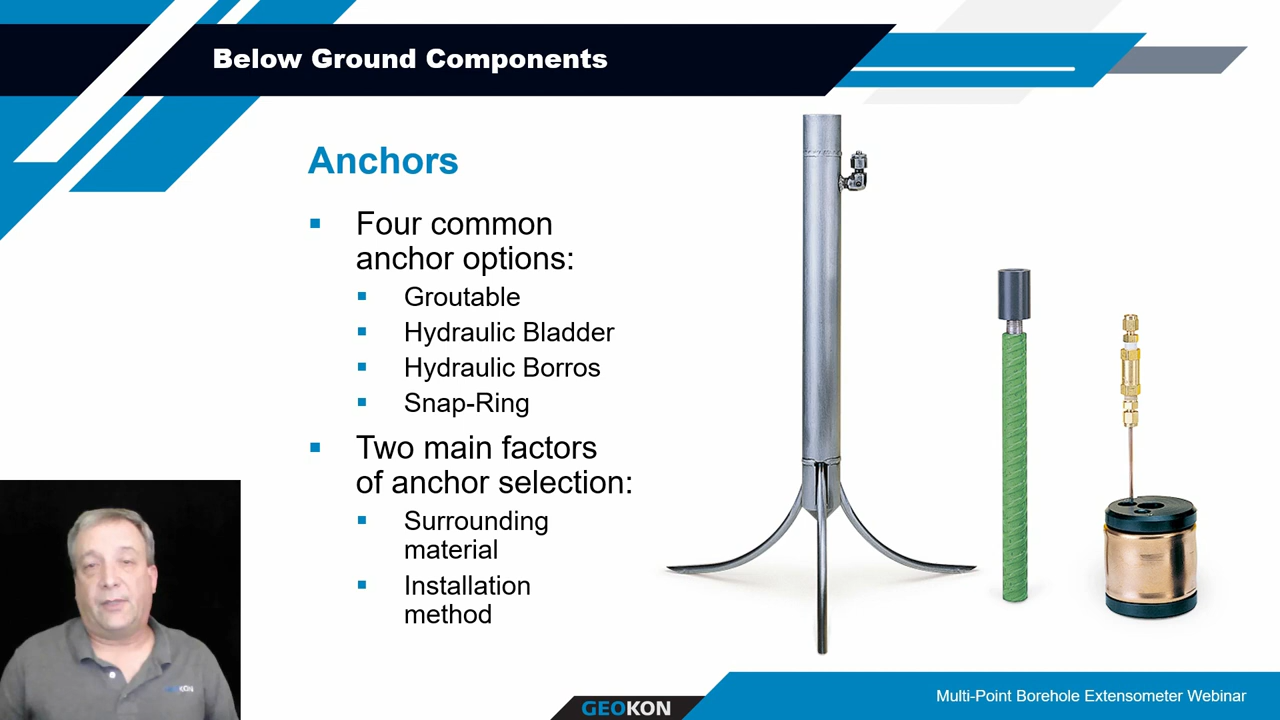 Below Ground Components
Anchors
Four common
anchor options:
Groutable
Hydraulic Bladder
Hydraulic Borros
Snap-Ring
Two main factors
of anchor selection:
Surrounding
material
Installation
method
GEOKON
Multi-Point Borehole Extensometer Webinar